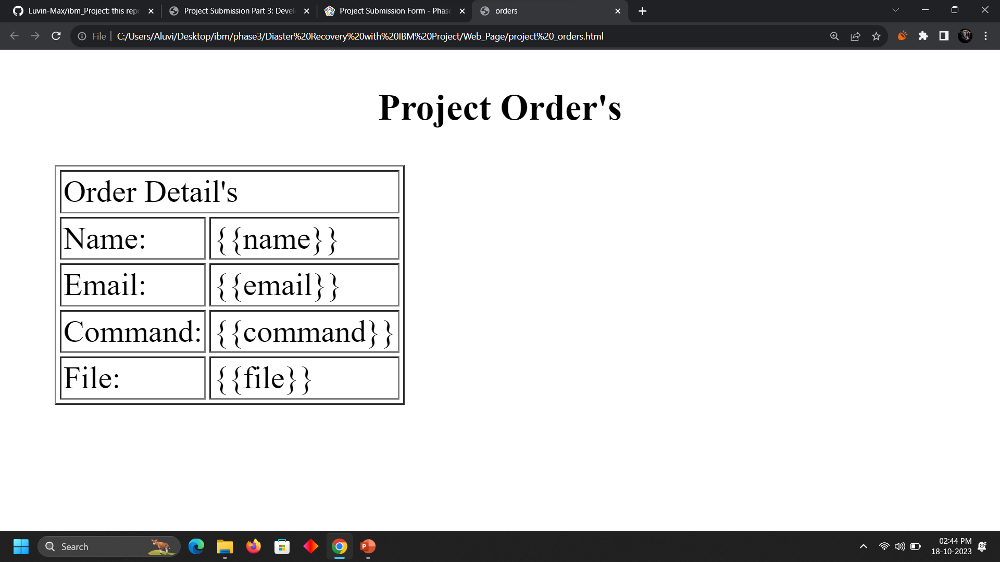 Luvin-Max/ibm_Project: this repo
Project Submission Part 3: Devel
Project Submission Form - Phase
orders
File
C:/Users/Aluvi/Desktop/ibm/phase3/Diaster%20Recovery%20with%20IBM%20Project/Web_Page/project%20_orders.html
Project Order's
Order Detail's
Name: {{name}}
Email: {{email}}
Command: {{command}}
File: {{file}}
Search
P
02:44 PM
18-10-2023